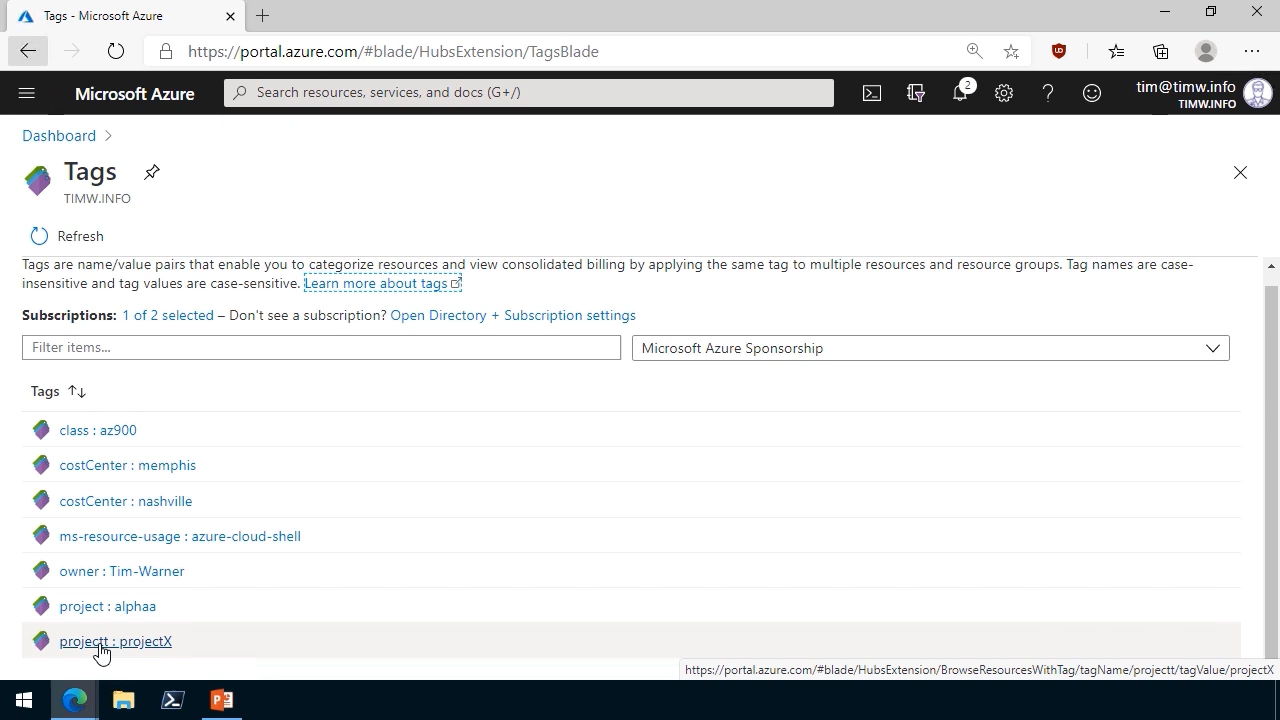 Tags - Microsoft Azure
https://portal.azure.com/#blade/HubsExtension/TagsBlade
Microsoft Azure
Search resources, services, and docs (G+/)
2
tim@timw.info
TIMW.INFO
Dashboard
Tags
TIMW.INFO
Refresh
Tags are name/value pairs that enable you to categorize resources and view consolidated billing by applying the same tag to multiple resources and resource groups. Tag names are case-
insensitive and tag values are case-sensitive. Learn more about tags
Subscriptions: 1 of 2 selected – Don't see a subscription? Open Directory + Subscription settings
Filter items...
Microsoft Azure Sponsorship
Tags
class : az900
costCenter : memphis
costCenter : nashville
ms-resource-usage : azure-cloud-shell
owner : Tim-Warner
project : alphaa
projectt : projectX
https://portal.azure.com/#blade/HubsExtension/BrowseResourcesWithTag/tagName/projectt/tagValue/projectX